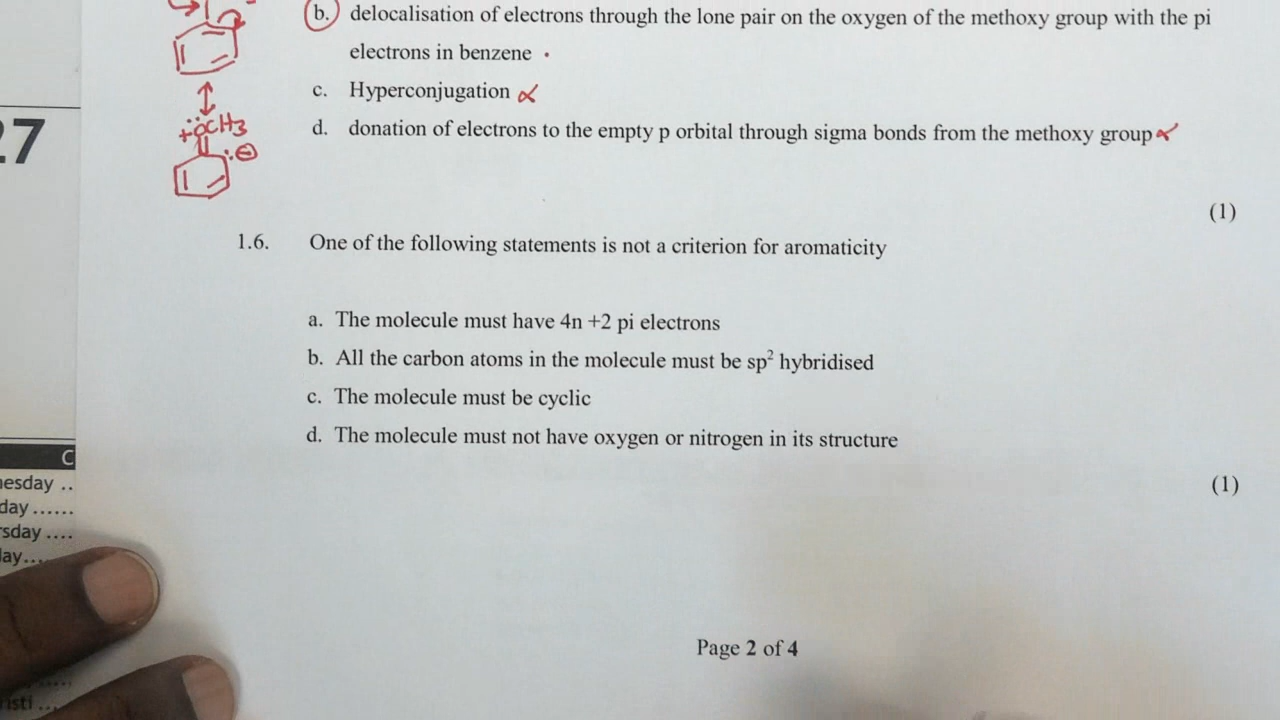 b. delocalisation of electrons through the lone pair on the oxygen of the methoxy group with the pi
electrons in benzene
c. Hyperconjugation
d. donation of electrons to the empty p orbital through sigma bonds from the methoxy group
+OCH3
27
(1)
1.6. One of the following statements is not a criterion for aromaticity
a. The molecule must have 4n +2 pi electrons
b. All the carbon atoms in the molecule must be sp² hybridised
c. The molecule must be cyclic
d. The molecule must not have oxygen or nitrogen in its structure
(1)
C
esday ..
day ......
rsday ....
ay...
Page 2 of 4